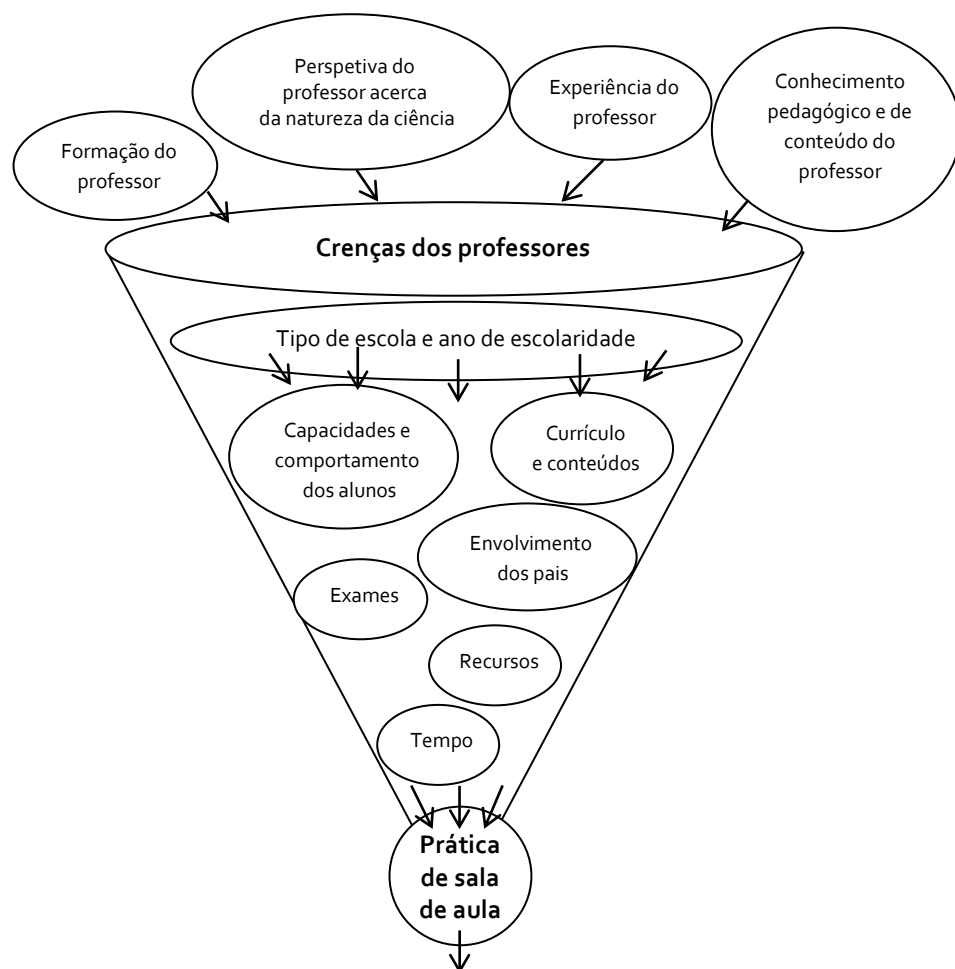 Perspetiva do
professor acerca
da natureza da ciência
Experiência do
professor
Conhecimento
pedagógico e de
conteúdo do
professor
Formação do
professor
Crenças dos professores
Tipo de escola e ano de escolaridade
Capacidades e
comportamento
dos alunos
Currículo
e conteúdos
Envolvimento
dos pais
Exames
Recursos
Tempo
Prática
de sala
de aula